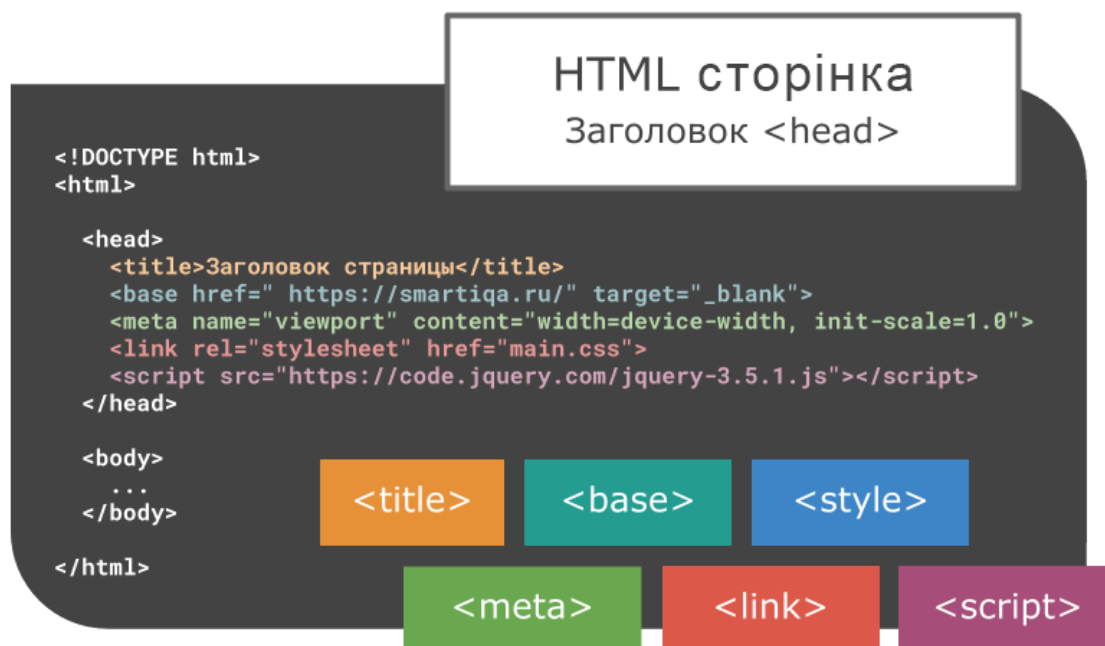 HTML сторінка
Заголовок <head>
<!DOCTYPE html>
<html>
<head>
<title>Заголовок страницы</title>
<base href=" https://smartiqa.ru/" target="_blank">
<meta name="viewport" content="width=device-width, init-scale=1.0">
<link rel="stylesheet" href="main.css">
<script src="https://code.jquery.com/jquery-3.5.1.js"></script>
</head>
<body>
...
</body>
</html>
<title> <base> <style>
<meta> <link> <script>